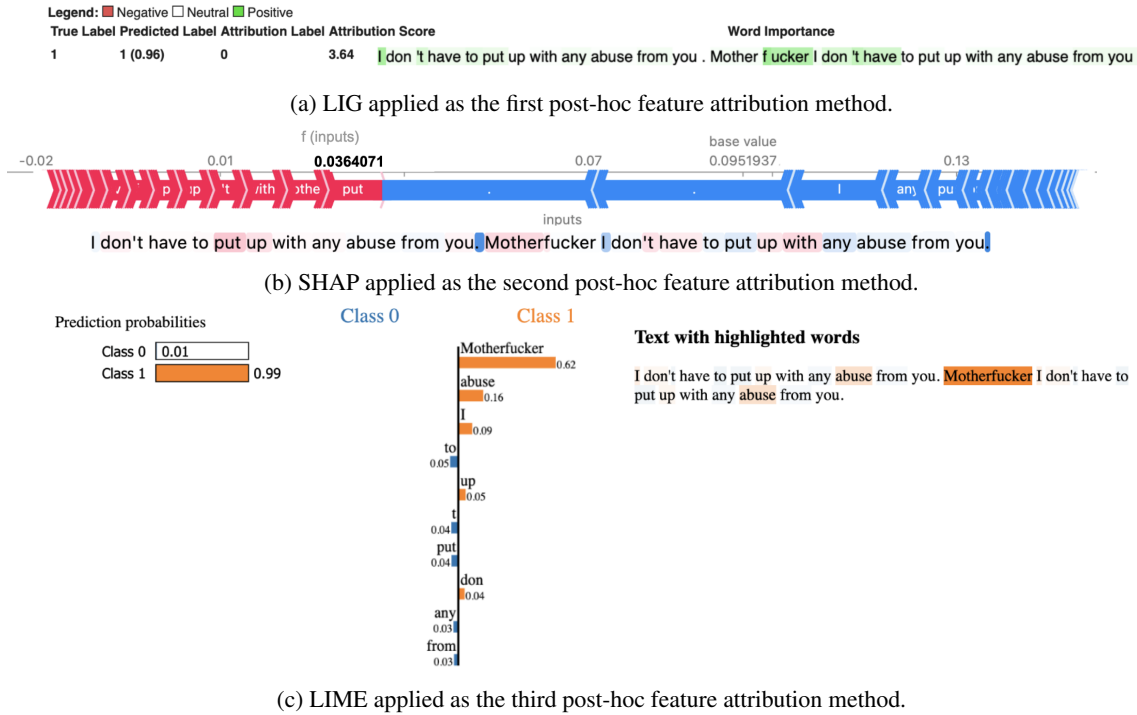 Legend: Negative Neutral Positive
True Label Predicted Label Attribution Label Attribution Score Word Importance
1 1 (0.96) 0 3.64 I don 't have to put up with any abuse from you . Mother f ucker I don 't have to put up with any abuse from you
(a) LIG applied as the first post-hoc feature attribution method.
f (inputs) base value
-0.02 0.01 0.0364071 0.07 0.0951937 0.13
p up 't with othe put . . I any pu
inputs
I don't have to put up with any abuse from you. Motherfucker I don't have to put up with any abuse from you.
(b) SHAP applied as the second post-hoc feature attribution method.
Prediction probabilities
Class 0 0.01
Class 1 0.99
Class 0 Class 1
Motherfucker
0.62
abuse
0.16
I
0.09
to
0.05
up
0.05
t
0.04
put
0.04
don
0.04
any
0.03
from
0.03
Text with highlighted words
I don't have to put up with any abuse from you. Motherfucker I don't have to
put up with any abuse from you.
(c) LIME applied as the third post-hoc feature attribution method.